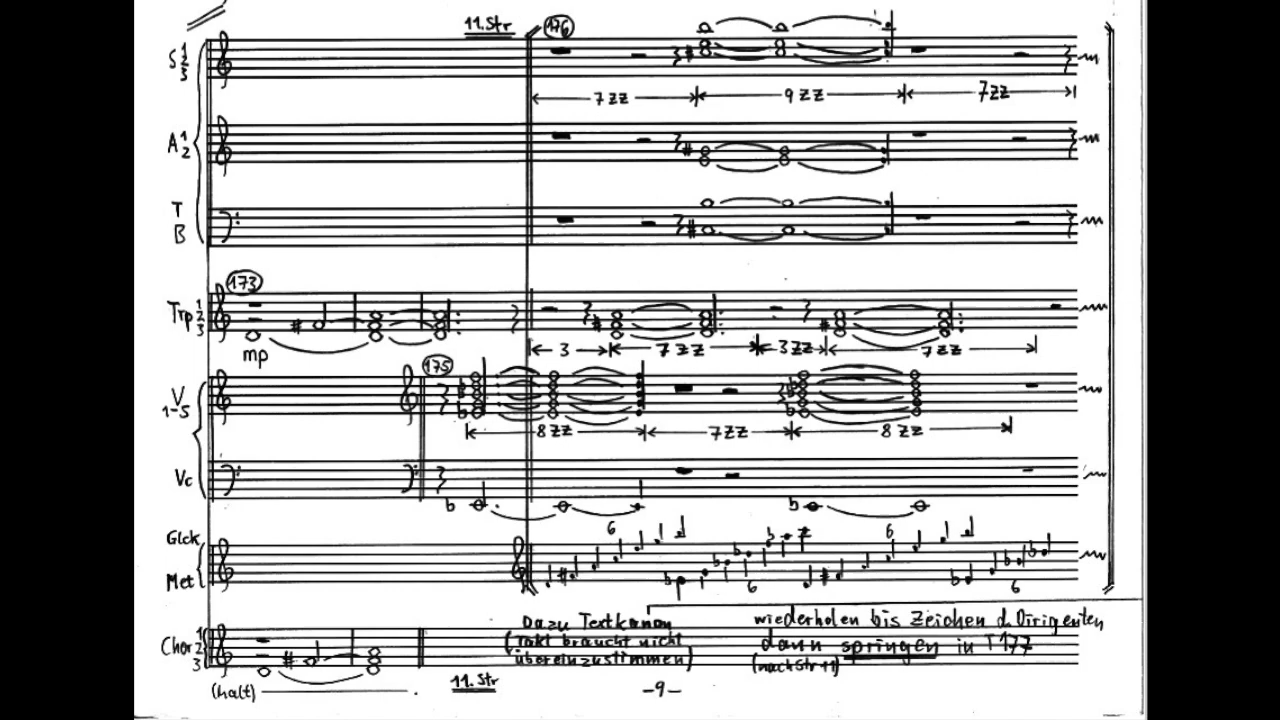 11. Str 176
S 1 2 3
7 ZZ 9 ZZ 7 ZZ
A 1 2
T
B
173
Trp 1 2 3
mp
3 7 ZZ 3 ZZ 7 ZZ
175
V
1-5
8 ZZ 7 ZZ 8 ZZ
Vc
Glck 6 6
Met 6 6
Dazu Textkanon
(Takt braucht nicht
übereinzustimmen)
wiederholen bis Zeichen d. Dirigenten
dann springen in T 177
(nach Str 11)
Chor 1 2 3
(halt)
11. Str
-9-